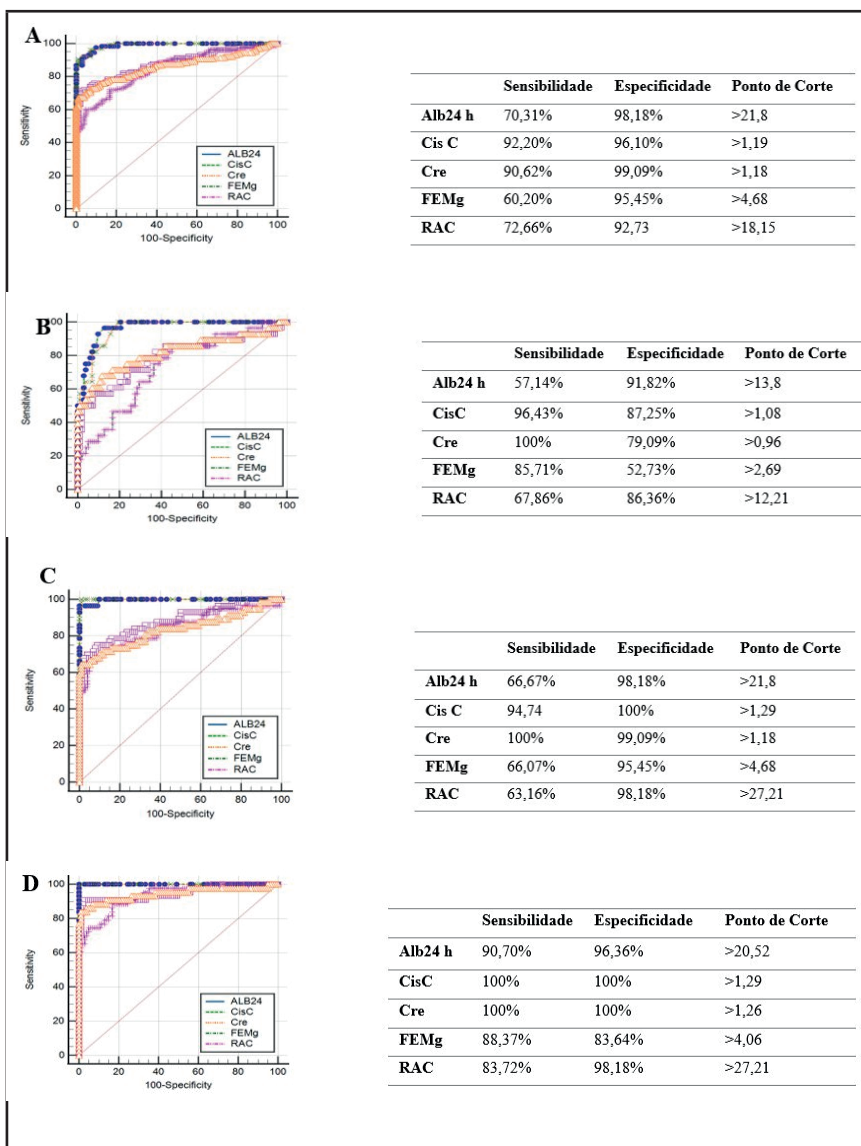 A
100
80
60
40
20
0
Sensitivity
ALB24
CisC
Cre
FEMg
RAC
0 20 40 60 80 100
100-Specificity
Sensibilidade Especificidade Ponto de Corte
Alb24 h 70,31% 98,18% >21,8
Cis C 92,20% 96,10% >1,19
Cre 90,62% 99,09% >1,18
FEMg 60,20% 95,45% >4,68
RAC 72,66% 92,73 >18,15
B
100
80
60
40
20
0
Sensitivity
ALB24
CisC
Cre
FEMg
RAC
0 20 40 60 80 100
100-Specificity
Sensibilidade Especificidade Ponto de Corte
Alb24 h 57,14% 91,82% >13,8
CisC 96,43% 87,25% >1,08
Cre 100% 79,09% >0,96
FEMg 85,71% 52,73% >2,69
RAC 67,86% 86,36% >12,21
C
100
80
60
40
20
0
Sensitivity
ALB24
CisC
Cre
FEMg
RAC
0 20 40 60 80 100
100-Specificity
Sensibilidade Especificidade Ponto de Corte
Alb24 h 66,67% 98,18% >21,8
Cis C 94,74 100% >1,29
Cre 100% 99,09% >1,18
FEMg 66,07% 95,45% >4,68
RAC 63,16% 98,18% >27,21
D
100
80
60
40
20
0
Sensitivity
ALB24
CisC
Cre
FEMg
RAC
0 20 40 60 80 100
100-Specificity
Sensibilidade Especificidade Ponto de Corte
Alb24 h 90,70% 96,36% >20,52
CisC 100% 100% >1,29
Cre 100% 100% >1,26
FEMg 88,37% 83,64% >4,06
RAC 83,72% 98,18% >27,21